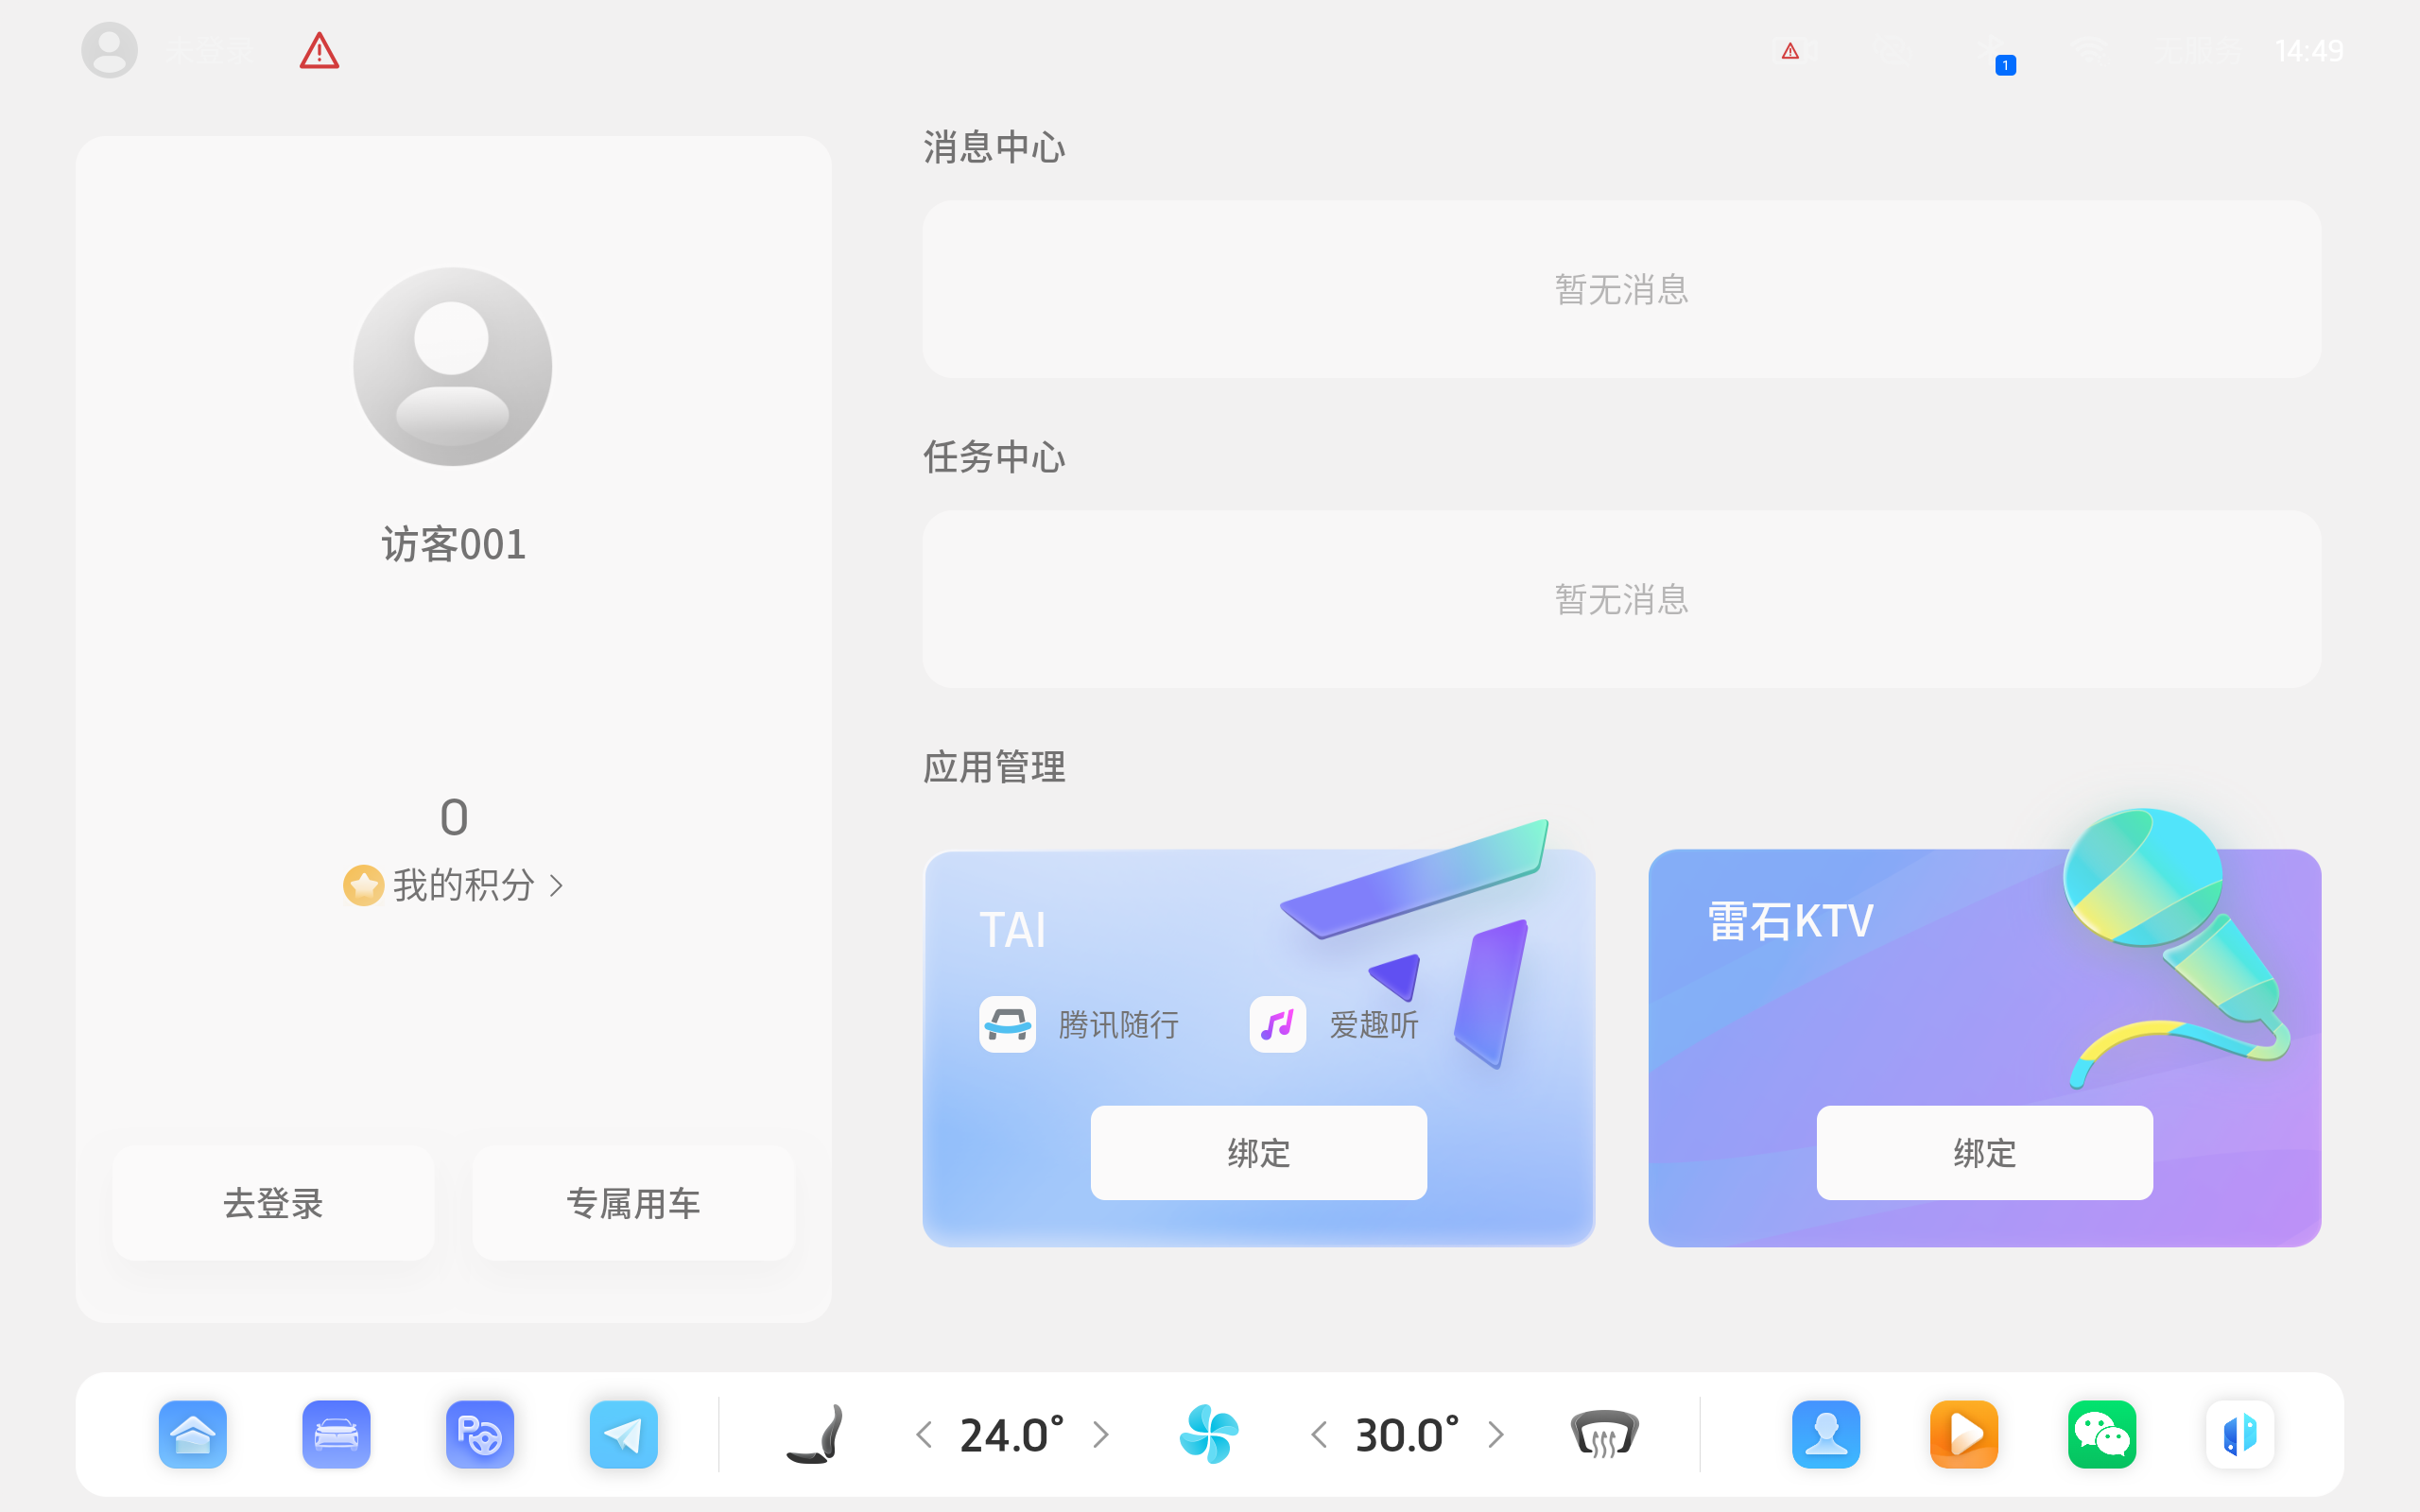 未登录
1
无服务
14:49
消息中心
暂无消息
访客001
任务中心
暂无消息
0
我的积分
应用管理
TAI
腾讯随行
爱趣听
绑定
雷石KTV
绑定
去登录
专属用车
24.0°
30.0°